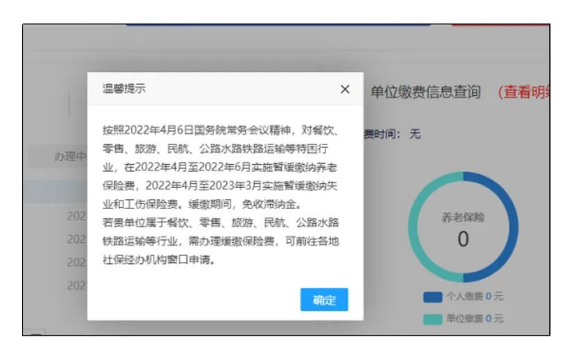 温馨提示
按照2022年4月6日国务院常务会议精神，对餐饮、
零售、旅游、民航、公路水路铁路运输等特困行
业，在2022年4月至2022年6月实施暂缓缴纳养老
保险费，2022年4月至2023年3月实施暂缓缴纳失
业和工伤保险费。缓缴期间，免收滞纳金。
若贵单位属于餐饮、零售、旅游、民航、公路水路
铁路运输等行业，需办理缓缴保险费，可前往各地
社保经办机构窗口申请。
确定
办理中
202
202
202
202
单位缴费信息查询 （查看明
费时间： 无
养老保险
0
个人缴费 0 元
单位缴费 0 元